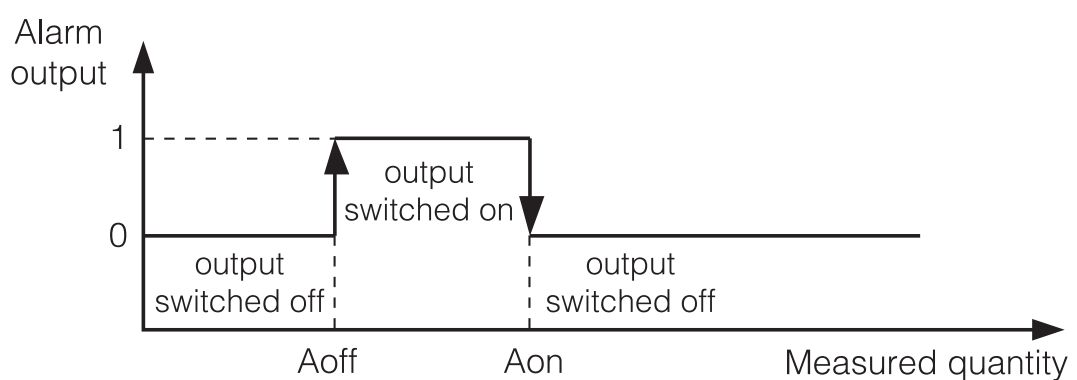 Alarm
output
1
output
switched on
0
output
switched off
output
switched off
Aoff
Aon
Measured quantity